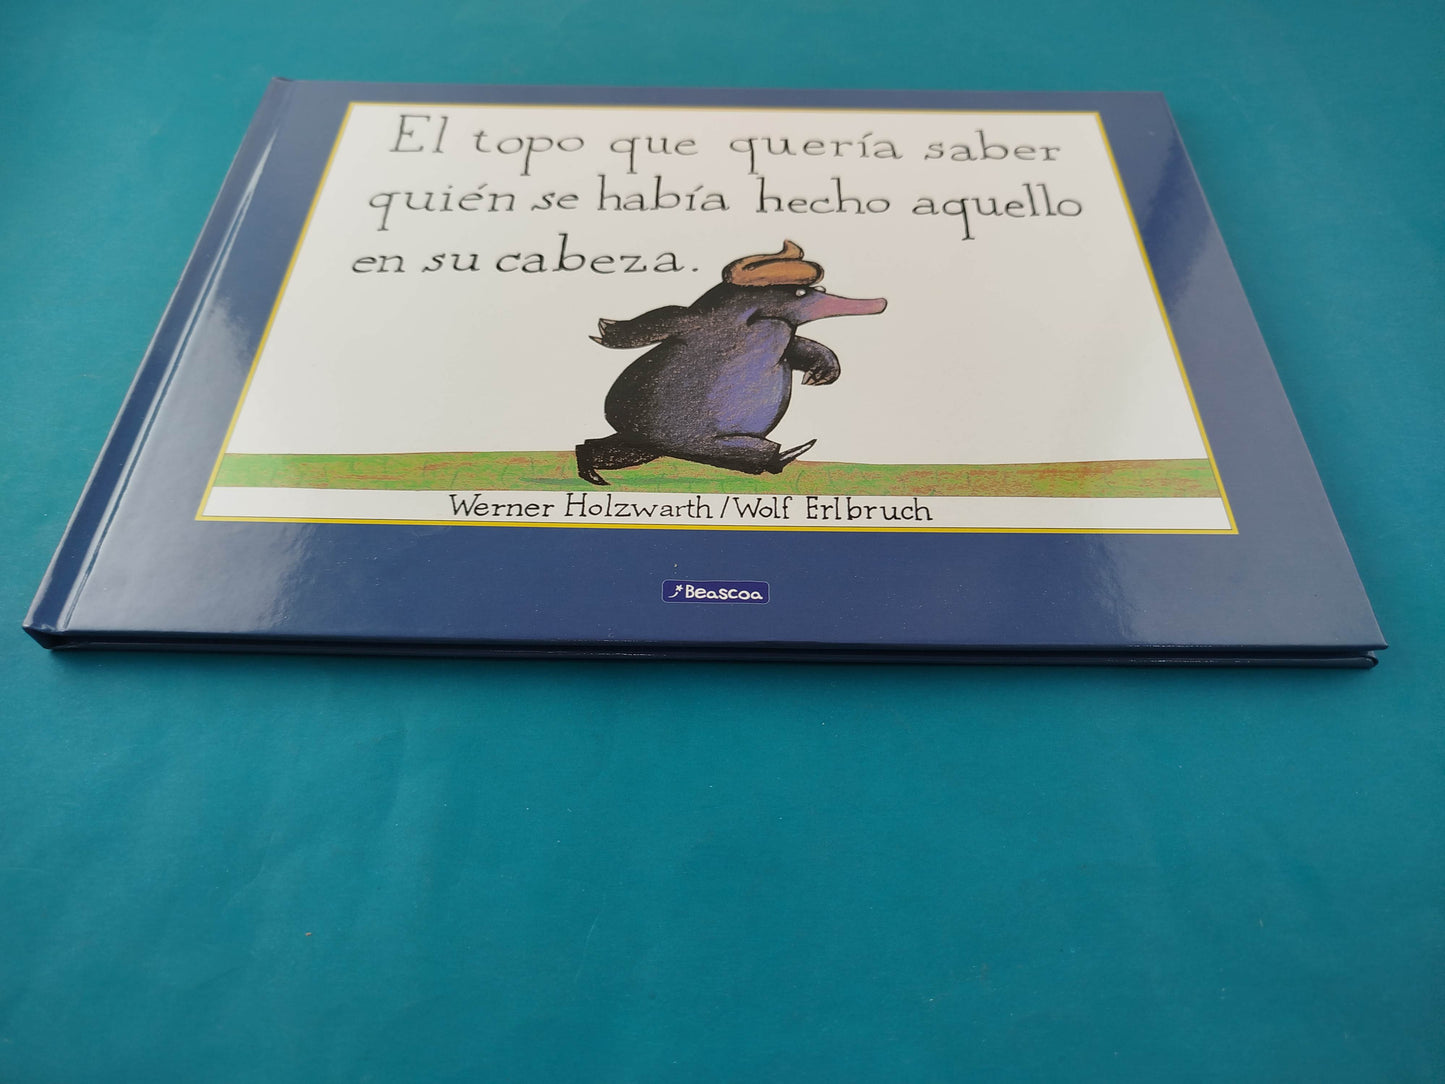 El topo que quería saber
quién se había hecho aquello
en su cabeza.
Werner Holzwarth/Wolf Erlbruch
Beascoa